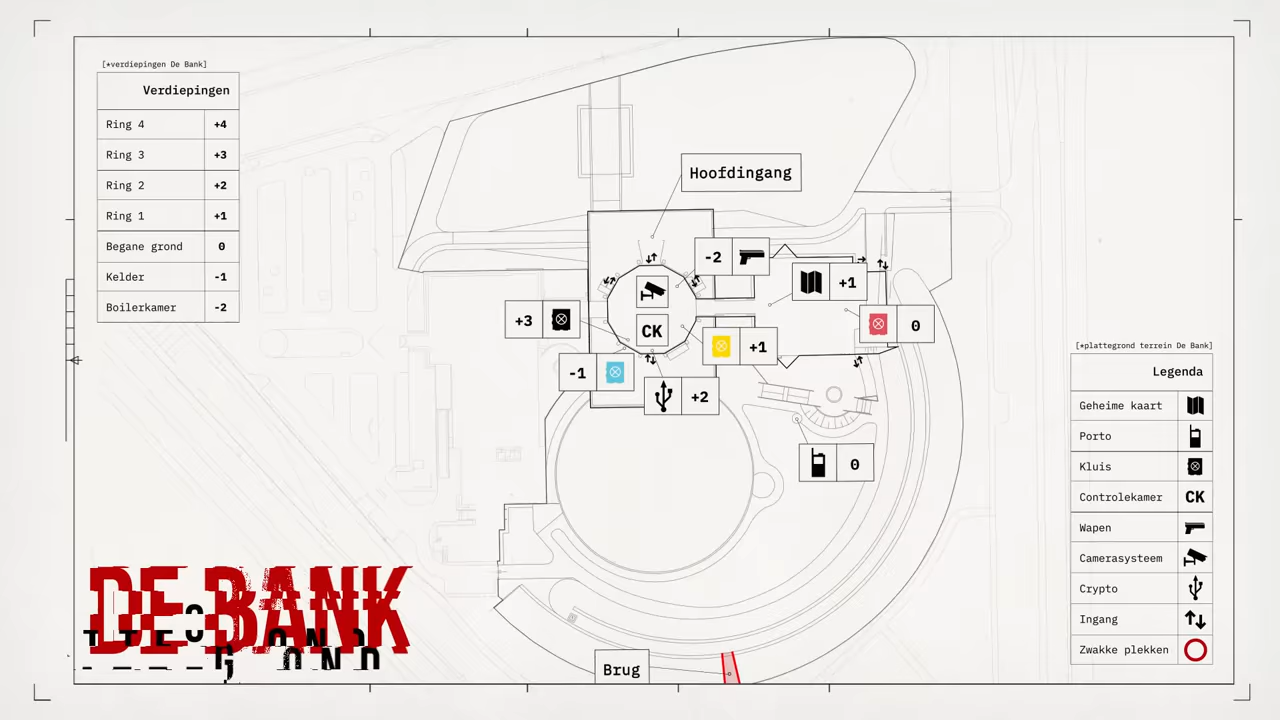 [*verdiepingen De Bank]
Verdiepingen
Ring 4 +4
Ring 3 +3
Ring 2 +2
Ring 1 +1
Begane grond 0
Kelder -1
Boilerkamer -2
Hoofdingang
-2
+1
+3
CK
0
+1
-1
+2
0
Brug
[*plattegrond terrein De Bank]
Legenda
Geheime kaart
Porto
Kluis
Controlekamer CK
Wapen
Camerasysteem
Crypto
Ingang
Zwakke plekken
DE BANK